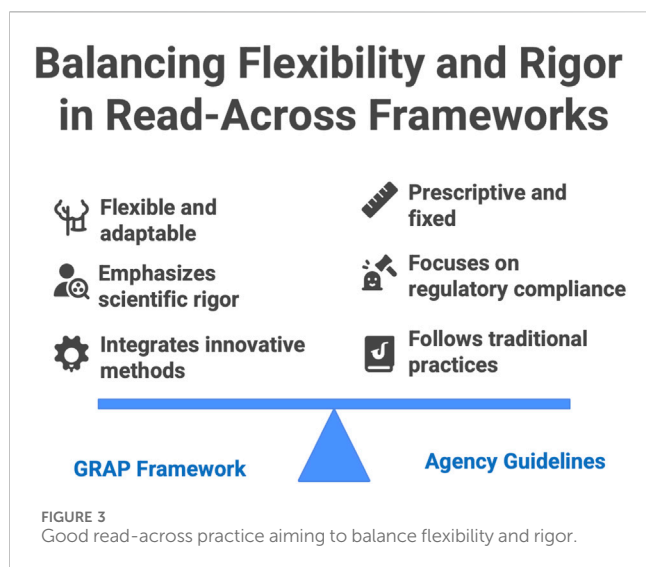 Balancing Flexibility and Rigor
in Read-Across Frameworks
Flexible and
adaptable
Emphasizes
scientific rigor
Integrates innovative
methods
Prescriptive and
fixed
Focuses on
regulatory compliance
Follows traditional
practices
GRAP Framework
Agency Guidelines
FIGURE 3
Good read-across practice aiming to balance flexibility and rigor.